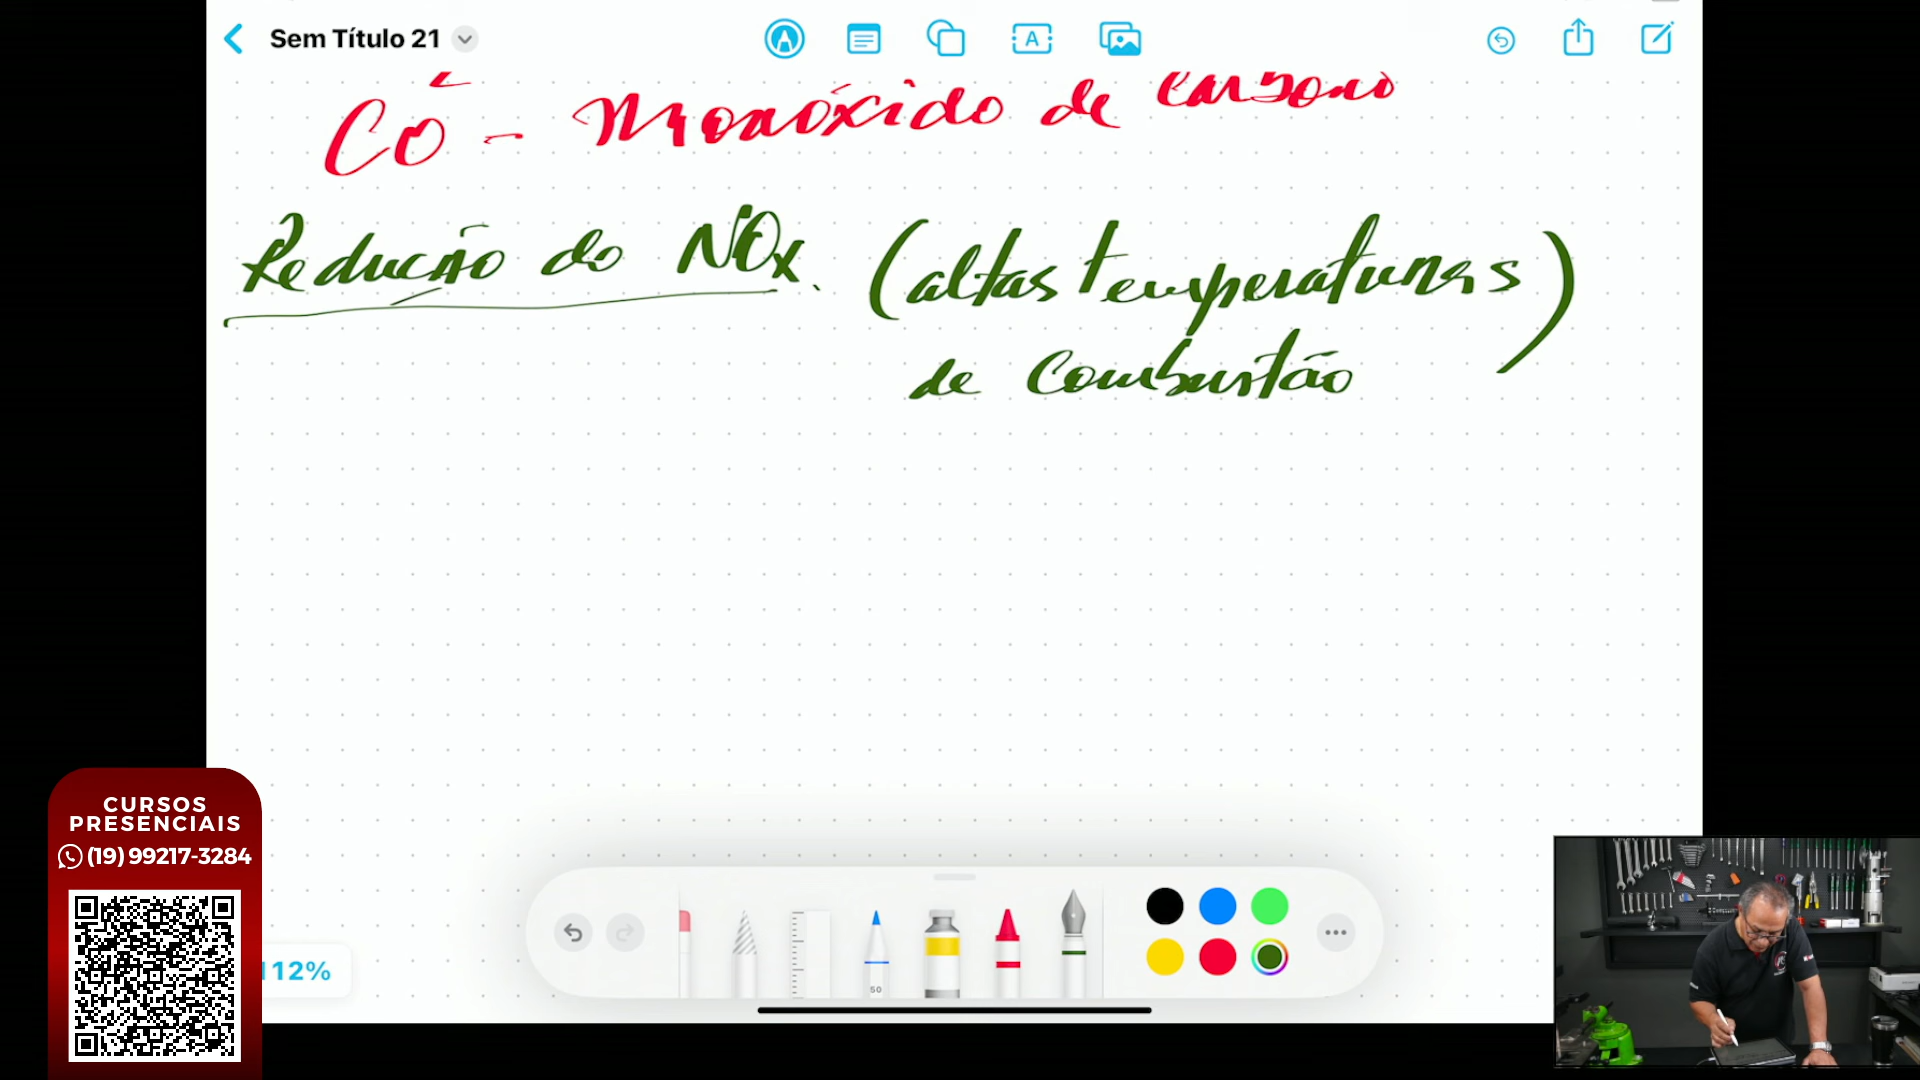 Sem Título 21
A
CO - Monóxido de Carbono
Redução do NOx. (altas temperaturas)
de Combustão
CURSOS
PRESENCIAIS
(19) 99217-3284
112%
50